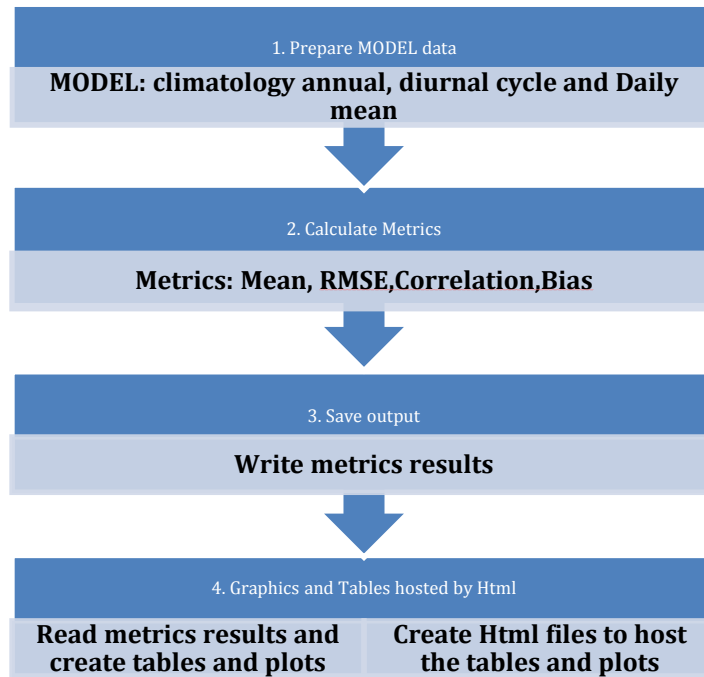 1. Prepare MODEL data
MODEL: climatology annual, diurnal cycle and Daily
mean
2. Calculate Metrics
Metrics: Mean, RMSE,Correlation,Bias
3. Save output
Write metrics results
4. Graphics and Tables hosted by Html
Read metrics results and
create tables and plots
Create Html files to host
the tables and plots